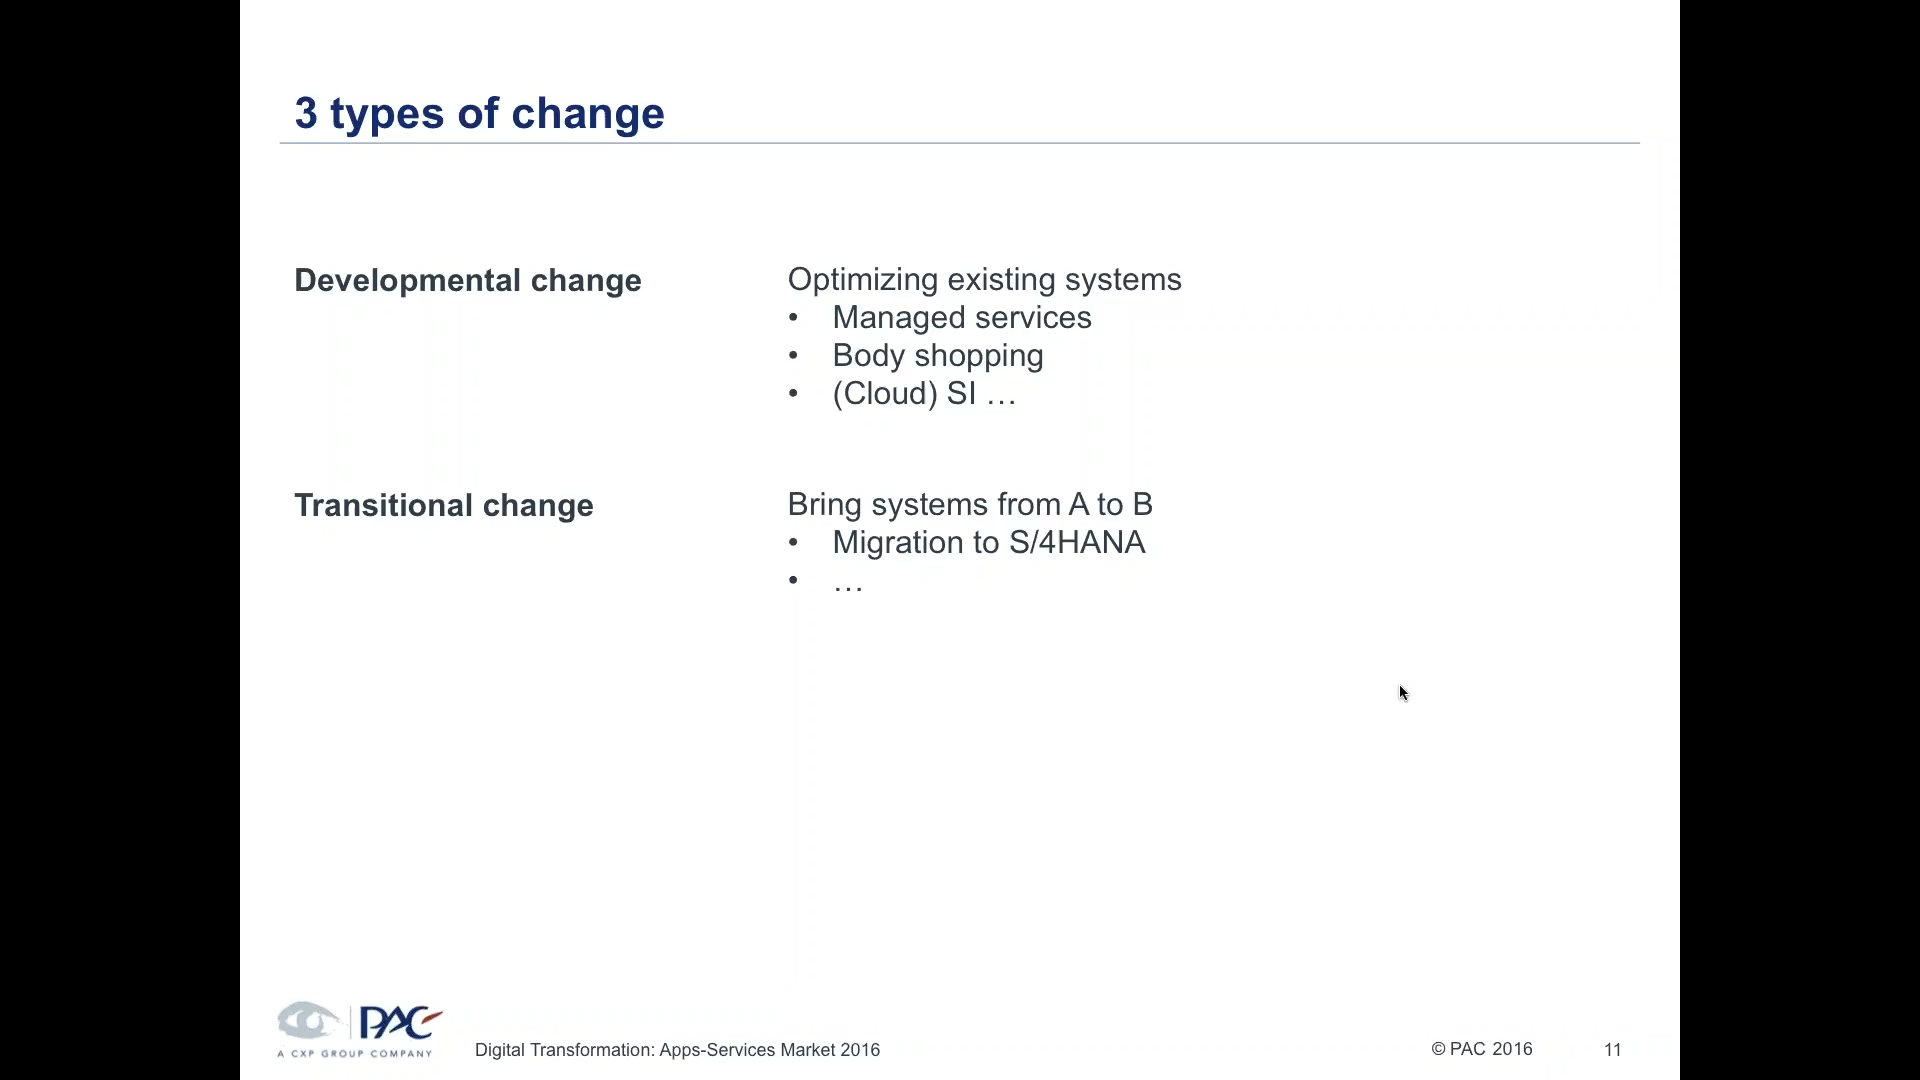 3 types of change
Developmental change
Optimizing existing systems
• Managed services
• Body shopping
• (Cloud) SI …
Transitional change
Bring systems from A to B
• Migration to S/4HANA
• …
PAC
A CXP GROUP COMPANY
Digital Transformation: Apps-Services Market 2016
© PAC 2016
11